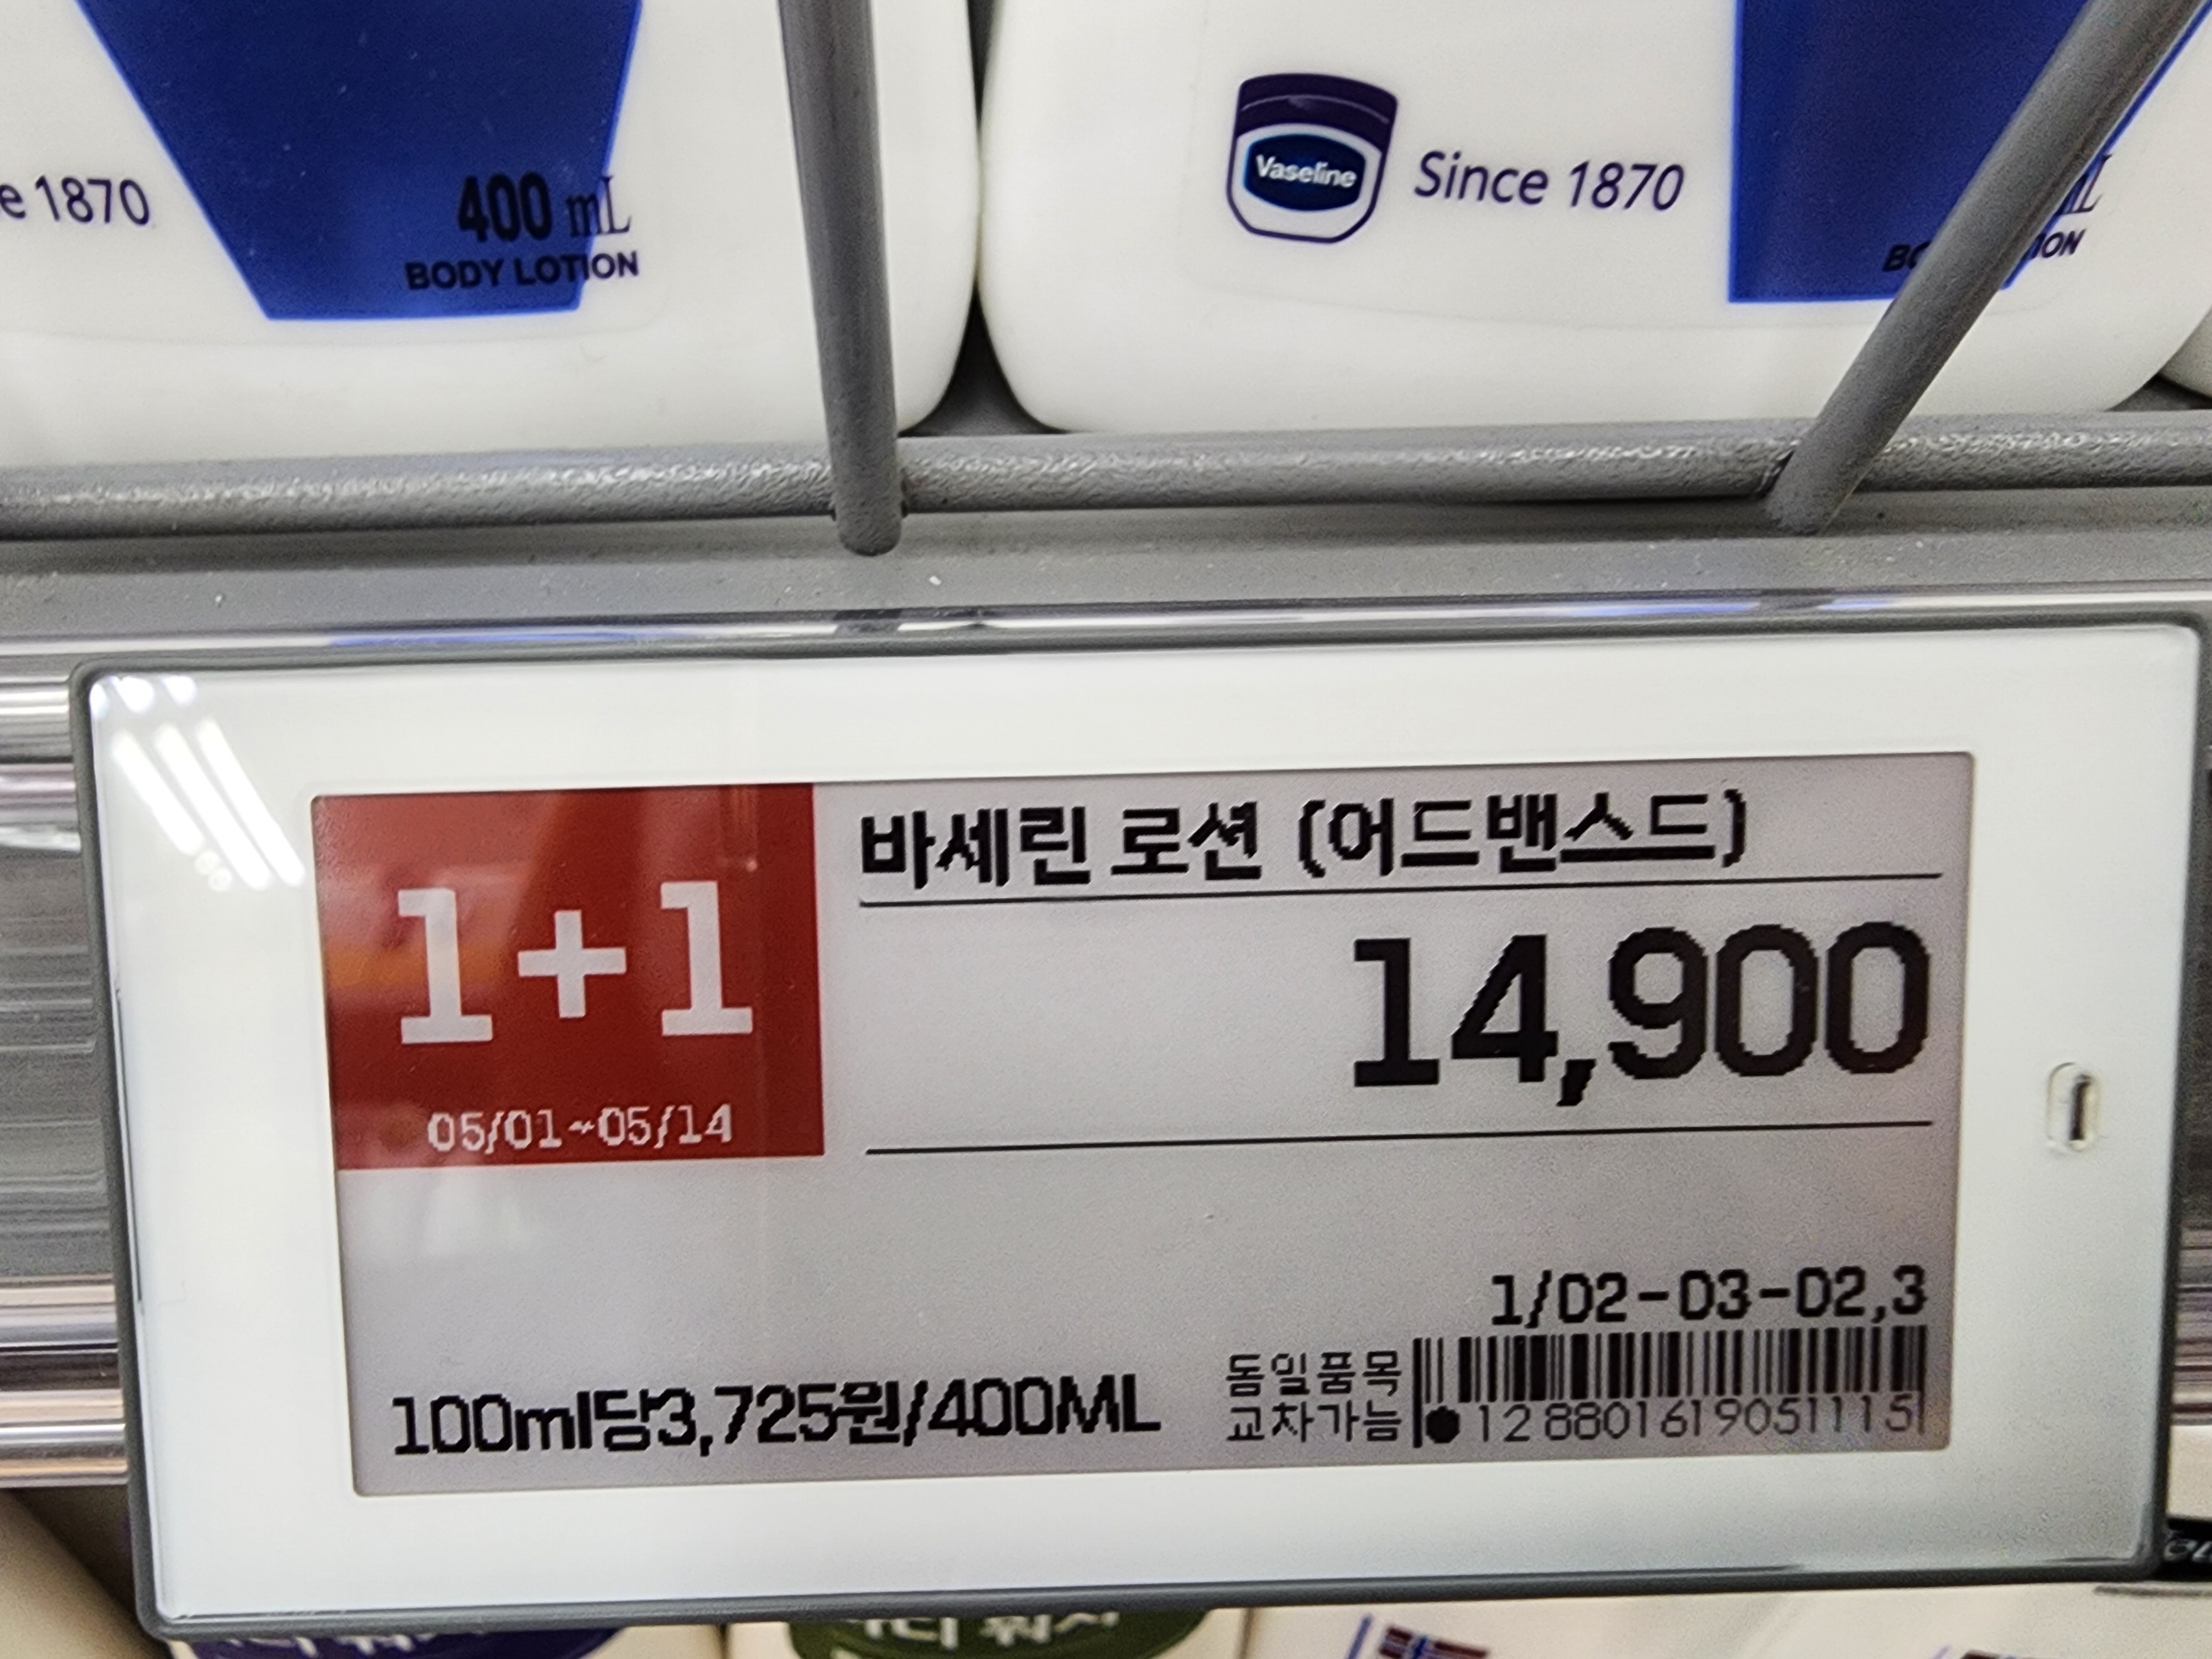 e 1870
400 mL
BODY LOTION
Vaseline
Since 1870
바세린 로션 (어드밴스드)
14,900
1+1
05/01~05/14
1/02-03-02,3
100ml당3,725원/400ML
동일품목
교차가능
12 8801619051115